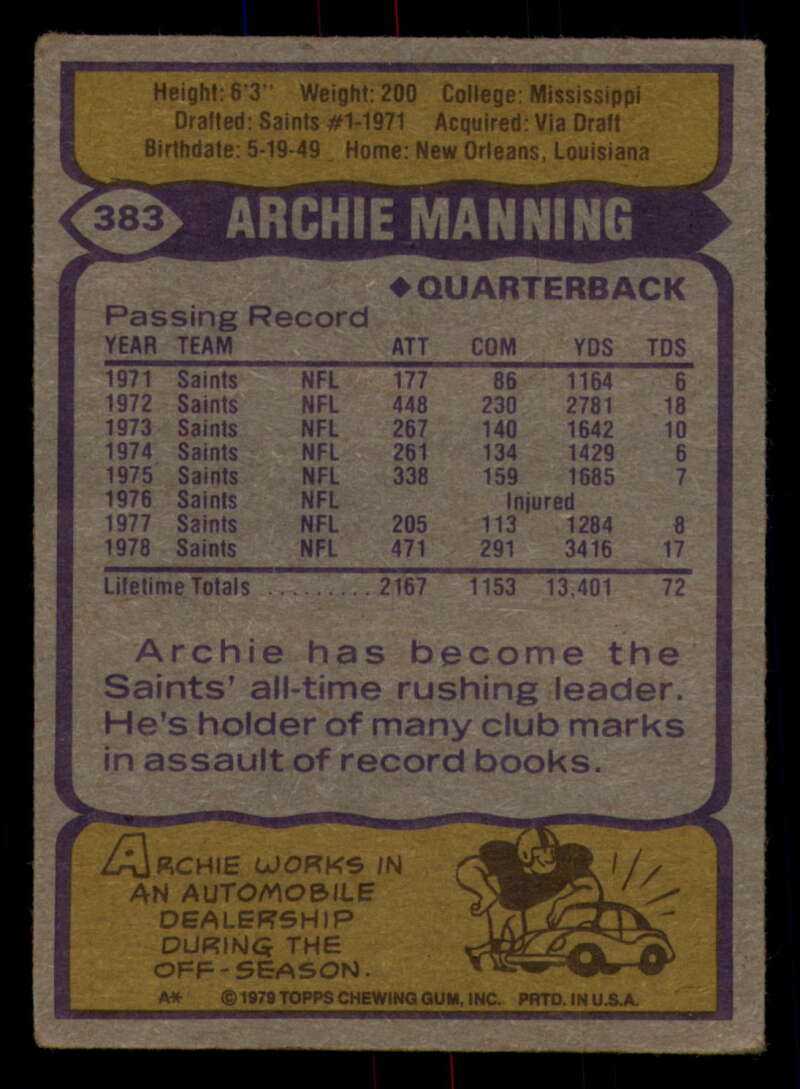 Height: 6'3" Weight: 200 College: Mississippi
Drafted: Saints #1-1971 Acquired: Via Draft
Birthdate: 5-19-49 Home: New Orleans, Louisiana
383 ARCHIE MANNING
◆QUARTERBACK
Passing Record
YEAR TEAM ATT COM YDS TDS
1971 Saints NFL 177 86 1164 6
1972 Saints NFL 448 230 2781 18
1973 Saints NFL 267 140 1642 10
1974 Saints NFL 261 134 1429 6
1975 Saints NFL 338 159 1685 7
1976 Saints NFL Injured
1977 Saints NFL 205 113 1284 8
1978 Saints NFL 471 291 3416 17
Lifetime Totals ......... 2167 1153 13,401 72
Archie has become the
Saints' all-time rushing leader.
He's holder of many club marks
in assault of record books.
ARCHIE WORKS IN
AN AUTOMOBILE
DEALERSHIP
DURING THE
OFF-SEASON.
A* ©1979 TOPPS CHEWING GUM, INC. PRTD. IN U.S.A.